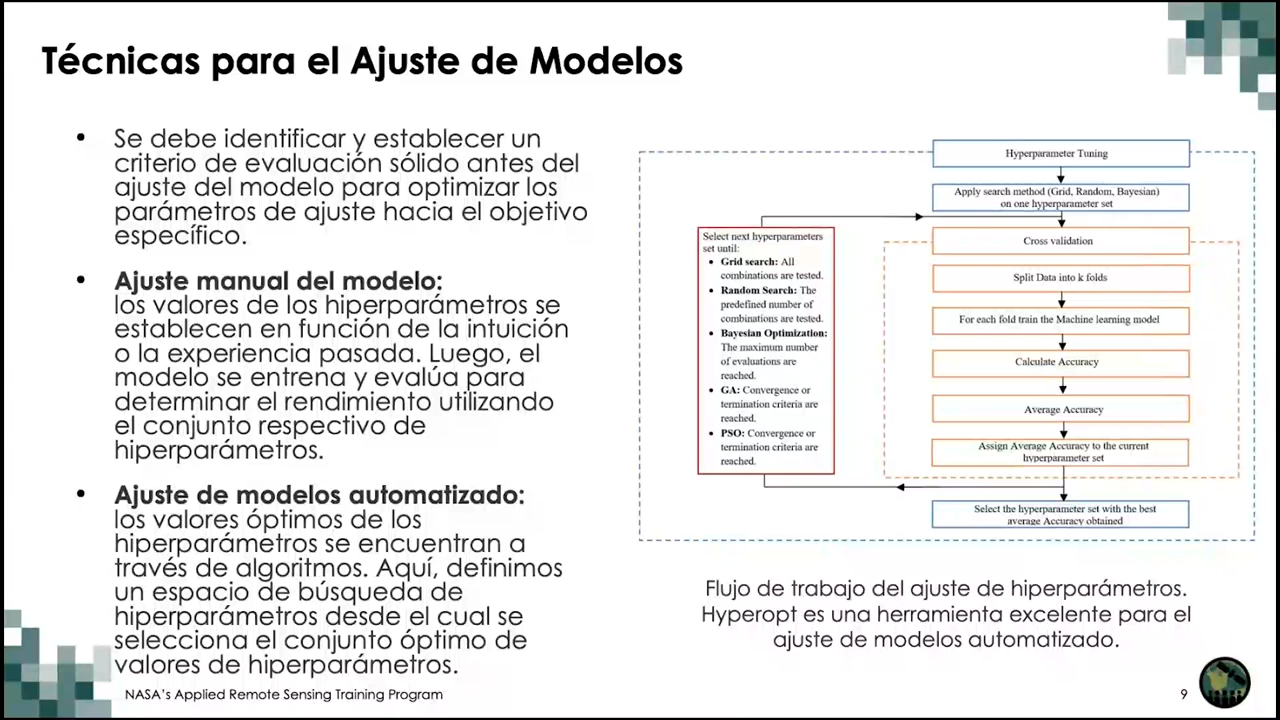 Técnicas para el Ajuste de Modelos
• Se debe identificar y establecer un
criterio de evaluación sólido antes del
ajuste del modelo para optimizar los
parámetros de ajuste hacia el objetivo
específico.
• Ajuste manual del modelo:
los valores de los hiperparámetros se
establecen en función de la intuición
o la experiencia pasada. Luego, el
modelo se entrena y evalúa para
determinar el rendimiento utilizando
el conjunto respectivo de
hiperparámetros.
• Ajuste de modelos automatizado:
los valores óptimos de los
hiperparámetros se encuentran a
través de algoritmos. Aquí, definimos
un espacio de búsqueda de
hiperparámetros desde el cual se
selecciona el conjunto óptimo de
valores de hiperparámetros.
Hyperparameter Tuning
Apply search method (Grid, Random, Bayesian)
on one hyperparameter set
Select next hyperparameters
set until:
• Grid search: All
combinations are tested.
• Random Search: The
predefined number of
combinations are tested.
• Bayesian Optimization:
The maximum number
of evaluations are
reached.
• GA: Convergence or
termination criteria are
reached.
• PSO: Convergence or
termination criteria are
reached.
Cross validation
Split Data into k folds
For each fold train the Machine learning model
Calculate Accuracy
Average Accuracy
Assign Average Accuracy to the current
hyperparameter set
Select the hyperparameter set with the best
average Accuracy obtained
Flujo de trabajo del ajuste de hiperparámetros.
Hyperopt es una herramienta excelente para el
ajuste de modelos automatizado.
NASA's Applied Remote Sensing Training Program
9